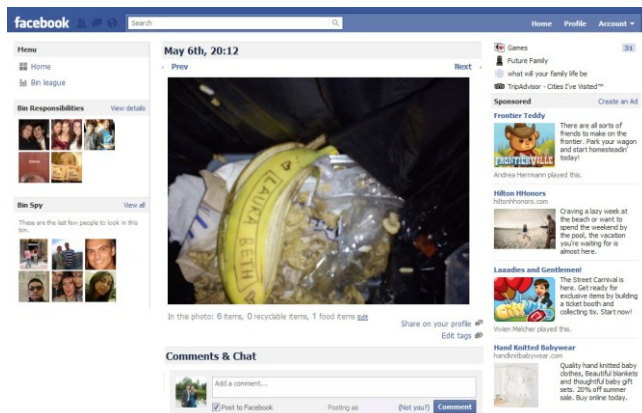 facebook
Search
Home Profile Account
Menu
Home
Bin league
Bin Responsibilities View details
Bin Spy View all
These are the last few people to look in this bin.
May 6th, 20:12
Prev Next
LAURA
BETH
In this photo: 6 items, 0 recyclable items, 1 food items Edit
Share on your profile
Edit tags
Comments & Chat
Add a comment...
Post to Facebook Posting as (Not you?) Comment
Games 31
Future Family
what will your family life be
TripAdvisor - Cities I've Visited™
Sponsored Create an Ad
Frontier Teddy
FRONTIERVILLE
There are all sorts of
friends to make on the
frontier. Park your wagon
and start homesteadin'
today!
Andrea Herrmann played this.
Hilton HHonors
hiltonhhonors.com
Craving a lazy week at
the beach or want to
spend the weekend by
the pool, the vacation
you're waiting for is
almost here.
Laaadies and Gentlemen!
The Street Carnival is
here. Get ready for
exclusive items by building
a ticket booth and
collecting tix. Start now!
Vivien Melcher played this.
Hand Knitted Babywear
handknitbabywear.com
Quality hand knitted baby
clothes, Beautiful blankets
and thoughtful baby gift
sets. 20% off summer
sale. Buy online today.